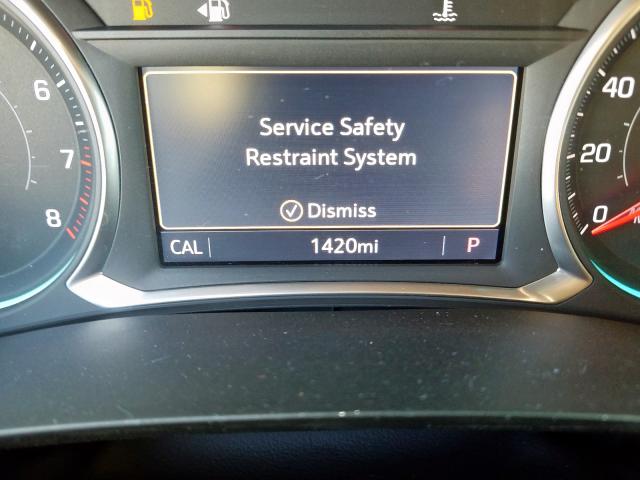 Service Safety
Restraint System
Dismiss
CAL 1420mi P
6
7
8
40
20
0